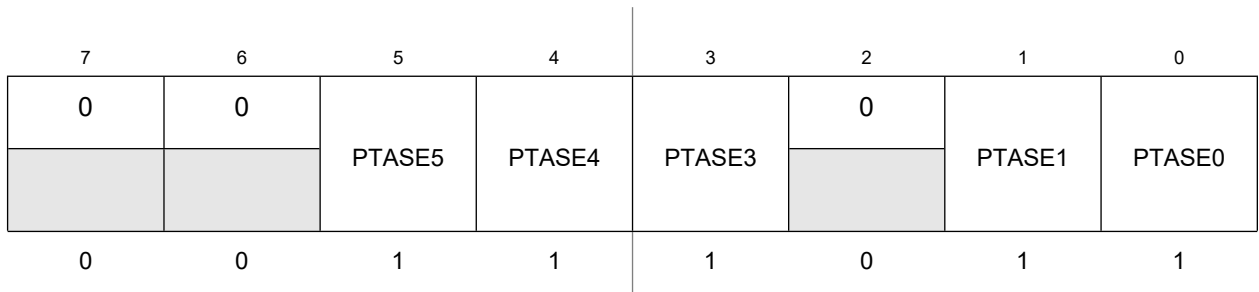 7 6 5 4 3 2 1 0
0 0 0
PTASE5 PTASE4 PTASE3 PTASE1 PTASE0
0 0 1 1 1 0 1 1